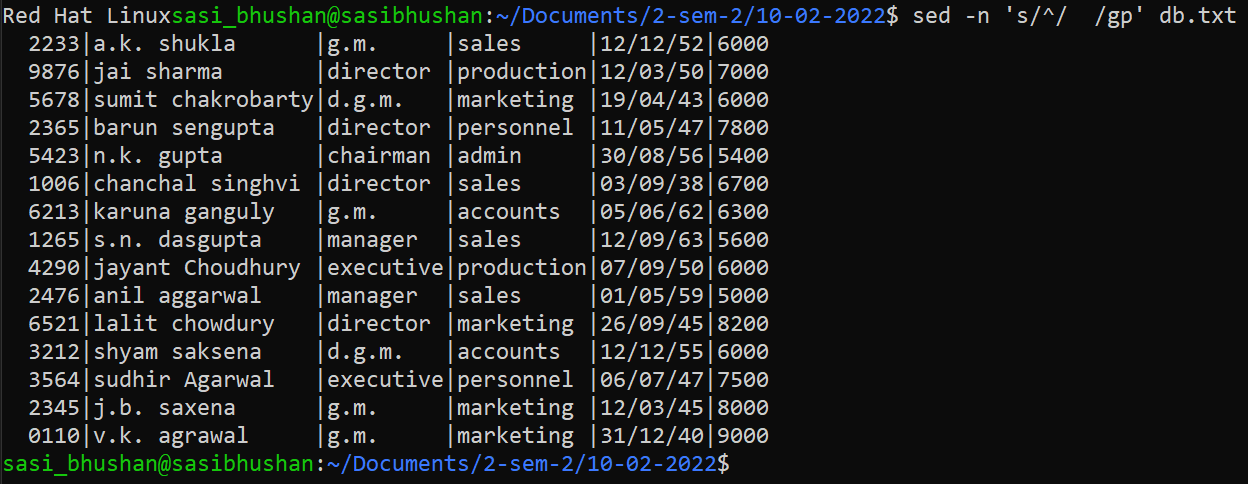 Red Hat Linuxsasi_bhushan@sasibhushan:~/Documents/2-sem-2/10-02-2022$ sed -n 's/^/  /gp' db.txt
  2233|a.k. shukla      |g.m.     |sales     |12/12/52|6000
  9876|jai sharma       |director |production|12/03/50|7000
  5678|sumit chakrobarty|d.g.m.   |marketing |19/04/43|6000
  2365|barun sengupta   |director |personnel |11/05/47|7800
  5423|n.k. gupta       |chairman |admin     |30/08/56|5400
  1006|chanchal singhvi |director |sales     |03/09/38|6700
  6213|karuna ganguly   |g.m.     |accounts  |05/06/62|6300
  1265|s.n. dasgupta    |manager  |sales     |12/09/63|5600
  4290|jayant Choudhury |executive|production|07/09/50|6000
  2476|anil aggarwal    |manager  |sales     |01/05/59|5000
  6521|lalit chowdury   |director |marketing |26/09/45|8200
  3212|shyam saksena    |d.g.m.   |accounts  |12/12/55|6000
  3564|sudhir Agarwal   |executive|personnel |06/07/47|7500
  2345|j.b. saxena      |g.m.     |marketing |12/03/45|8000
  0110|v.k. agrawal     |g.m.     |marketing |31/12/40|9000
sasi_bhushan@sasibhushan:~/Documents/2-sem-2/10-02-2022$